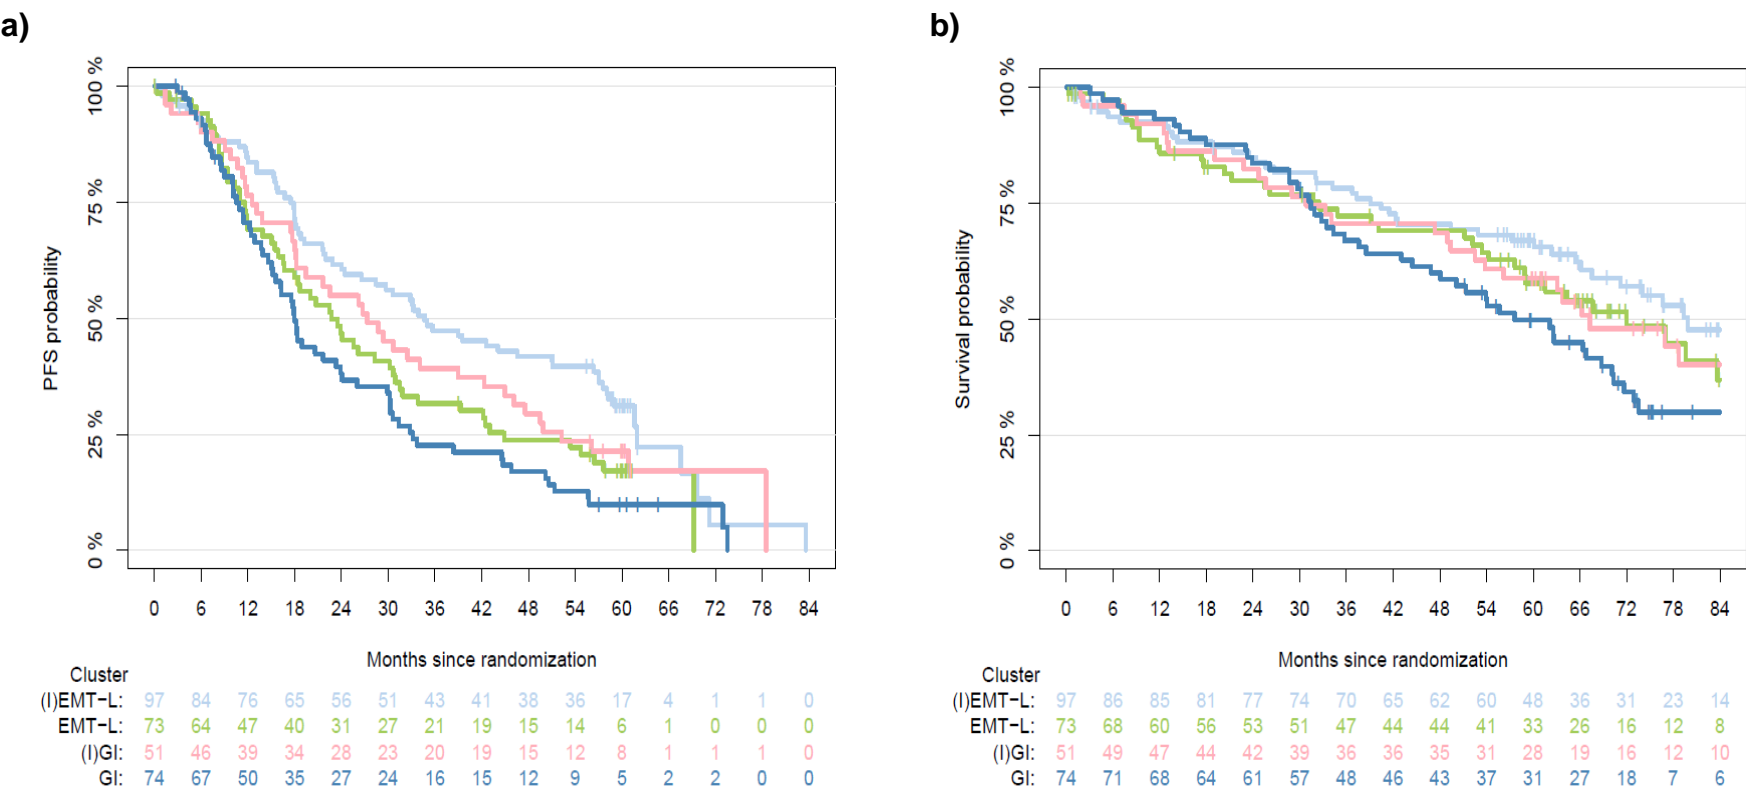 a)
100 %
75 %
50 %
25 %
0 %
PFS probability
0 6 12 18 24 30 36 42 48 54 60 66 72 78 84
Months since randomization
Cluster
(I)EMT−L: 97 84 76 65 56 51 43 41 38 36 17 4 1 1 0
EMT−L: 73 64 47 40 31 27 21 19 15 14 6 1 0 0 0
(I)GI: 51 46 39 34 28 23 20 19 15 12 8 1 1 1 0
GI: 74 67 50 35 27 24 16 15 12 9 5 2 2 0 0
b)
100 %
75 %
50 %
25 %
0 %
Survival probability
0 6 12 18 24 30 36 42 48 54 60 66 72 78 84
Months since randomization
Cluster
(I)EMT−L: 97 86 85 81 77 74 70 65 62 60 48 36 31 23 14
EMT−L: 73 68 60 56 53 51 47 44 44 41 33 26 16 12 8
(I)GI: 51 49 47 44 42 39 36 36 35 31 28 19 16 12 10
GI: 74 71 68 64 61 57 48 46 43 37 31 27 18 7 6